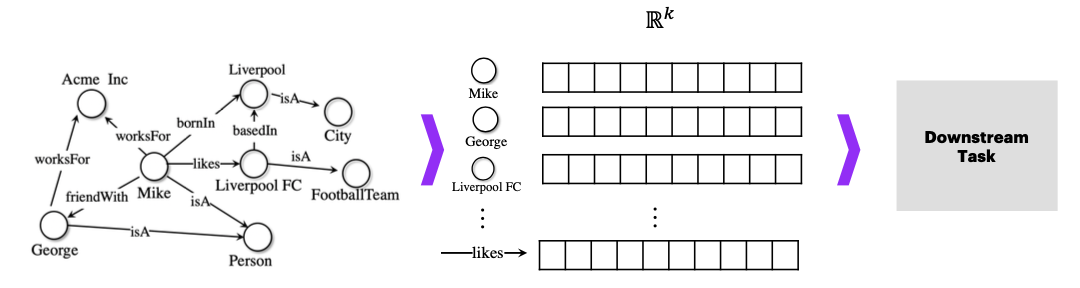 ℝᵏ
Acme Inc
Liverpool
isA
City
bornIn
worksFor
basedIn
worksFor
likes
isA
Mike
Liverpool FC
FootballTeam
friendWith
isA
George
isA
Person
Mike
George
Liverpool FC
⋮
⋮
likes
Downstream
Task